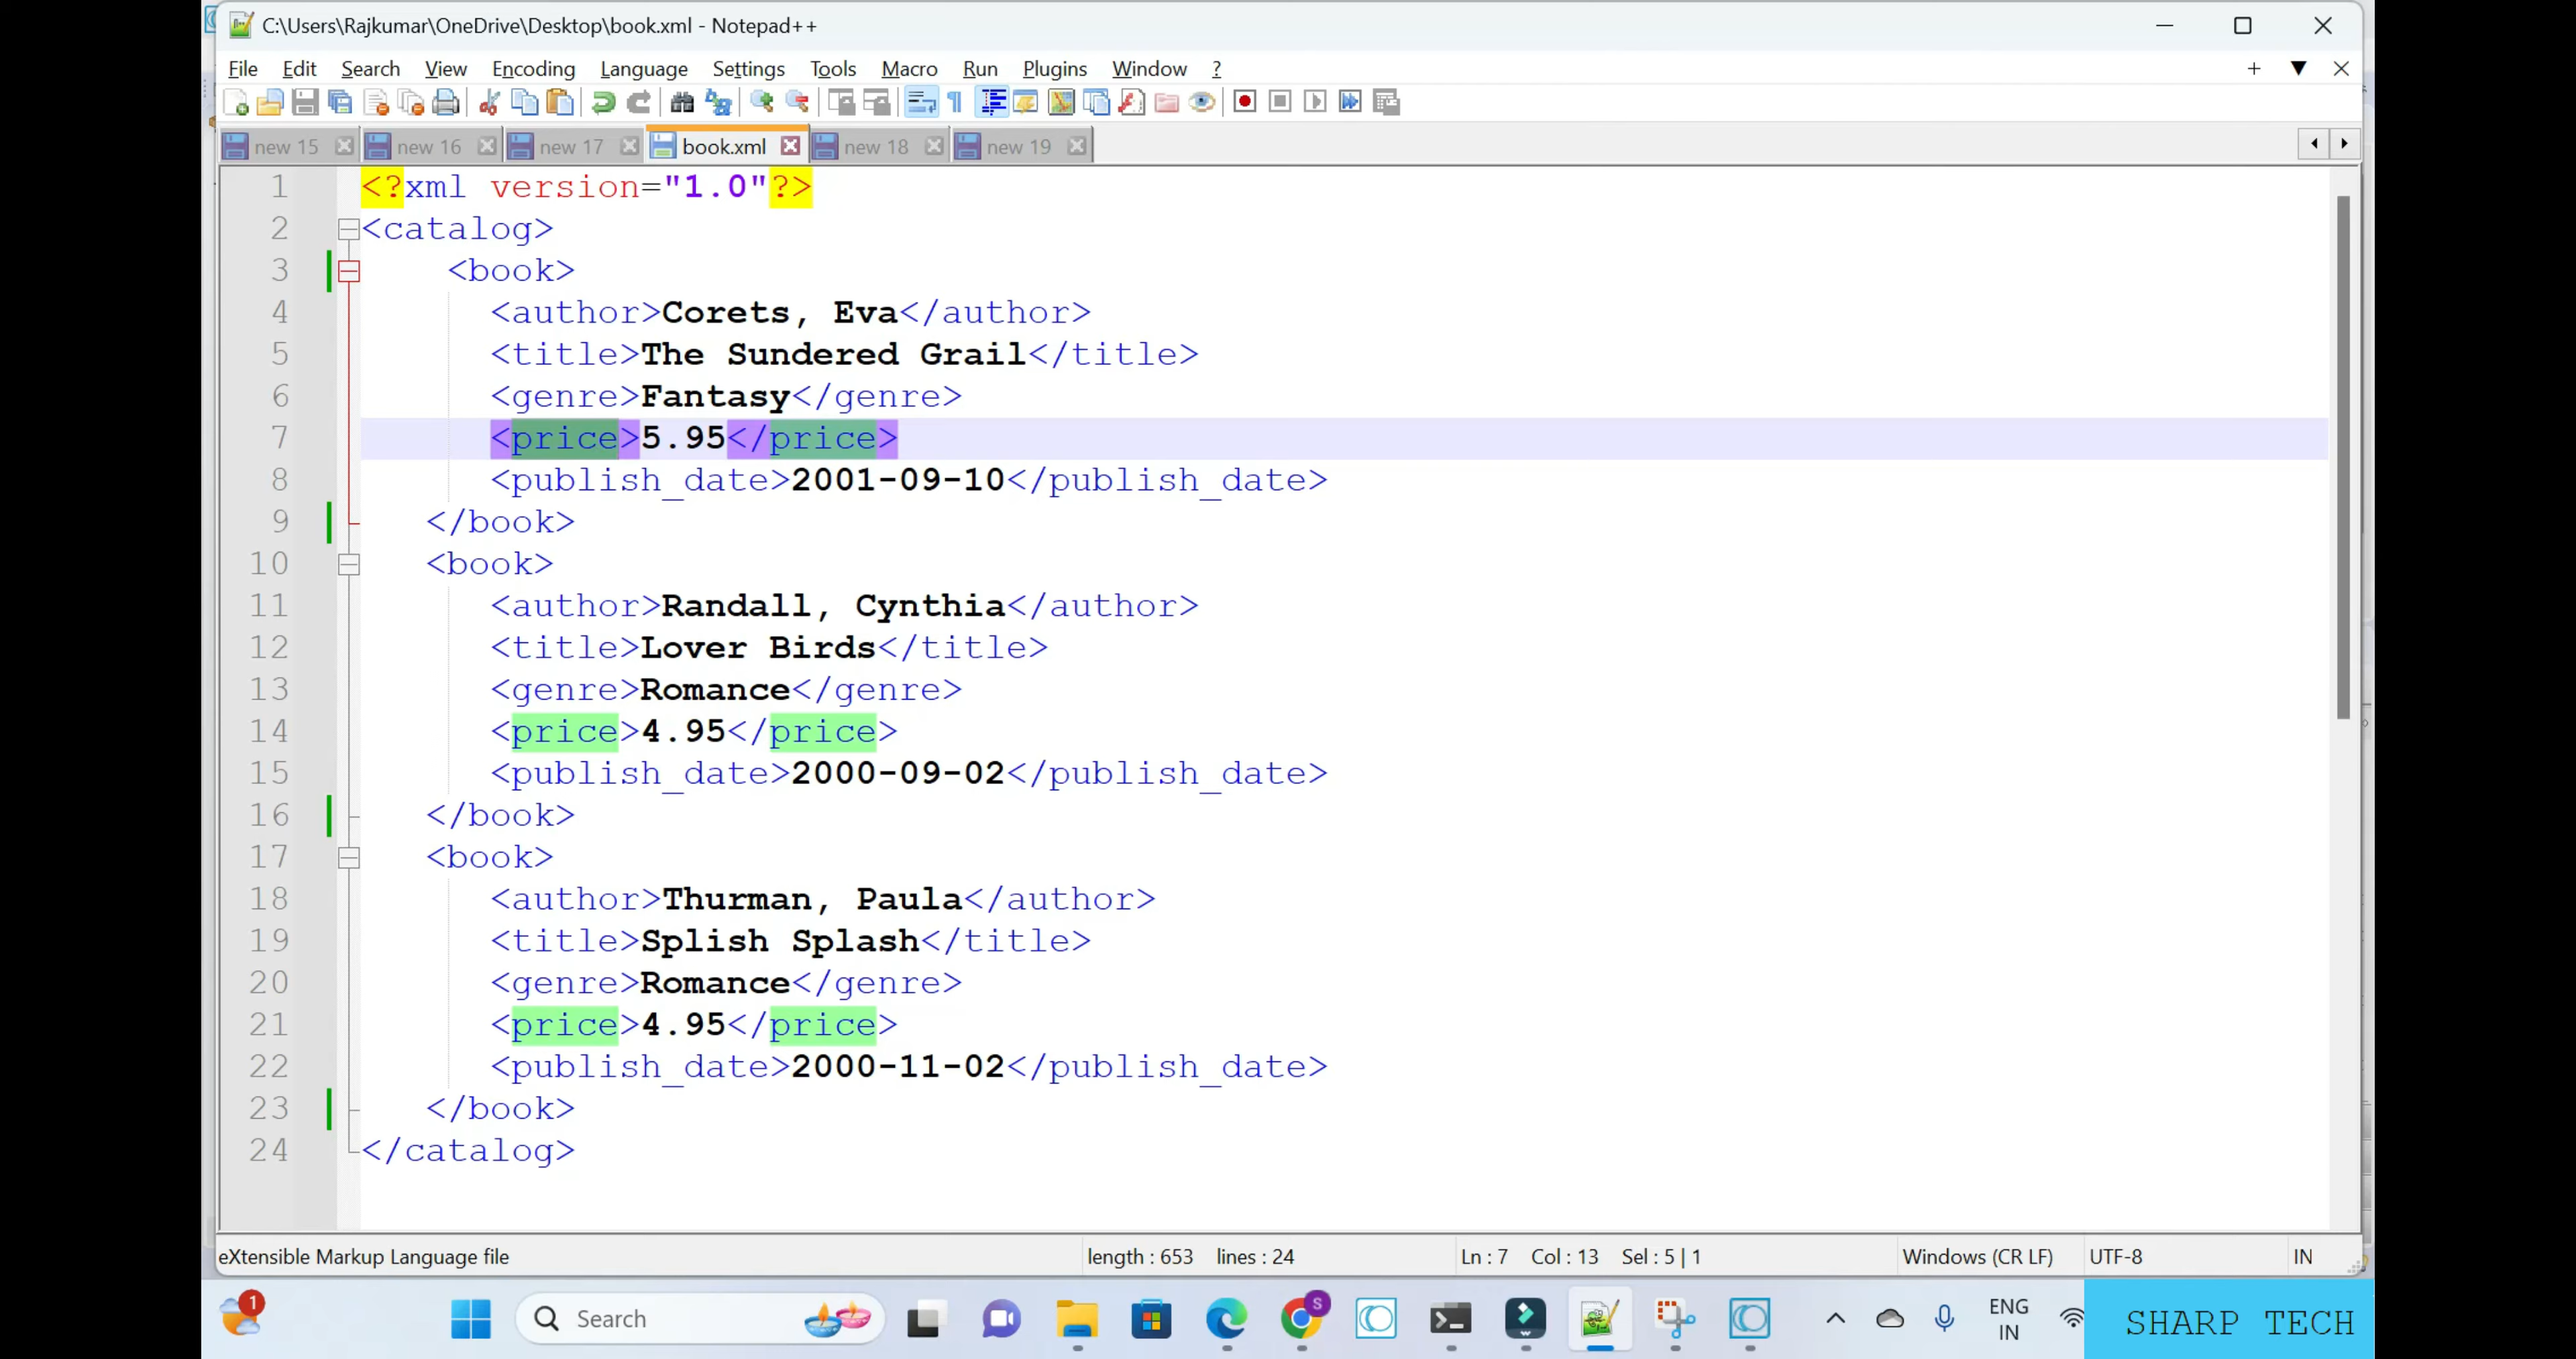 C:\Users\Rajkumar\OneDrive\Desktop\book.xml - Notepad++
File Edit Search View Encoding Language Settings Tools Macro Run Plugins Window ?
new 15 new 16 new 17 book.xml new 18 new 19
1 <?xml version="1.0"?>
2 <catalog>
3 <book>
4 <author>Corets, Eva</author>
5 <title>The Sundered Grail</title>
6 <genre>Fantasy</genre>
7 <price>5.95</price>
8 <publish_date>2001-09-10</publish_date>
9 </book>
10 <book>
11 <author>Randall, Cynthia</author>
12 <title>Lover Birds</title>
13 <genre>Romance</genre>
14 <price>4.95</price>
15 <publish_date>2000-09-02</publish_date>
16 </book>
17 <book>
18 <author>Thurman, Paula</author>
19 <title>Splish Splash</title>
20 <genre>Romance</genre>
21 <price>4.95</price>
22 <publish_date>2000-11-02</publish_date>
23 </book>
24 </catalog>
eXtensible Markup Language file length : 653 lines : 24 Ln : 7 Col : 13 Sel : 5 | 1 Windows (CR LF) UTF-8 IN
1 Search S ENG
IN
SHARP TECH